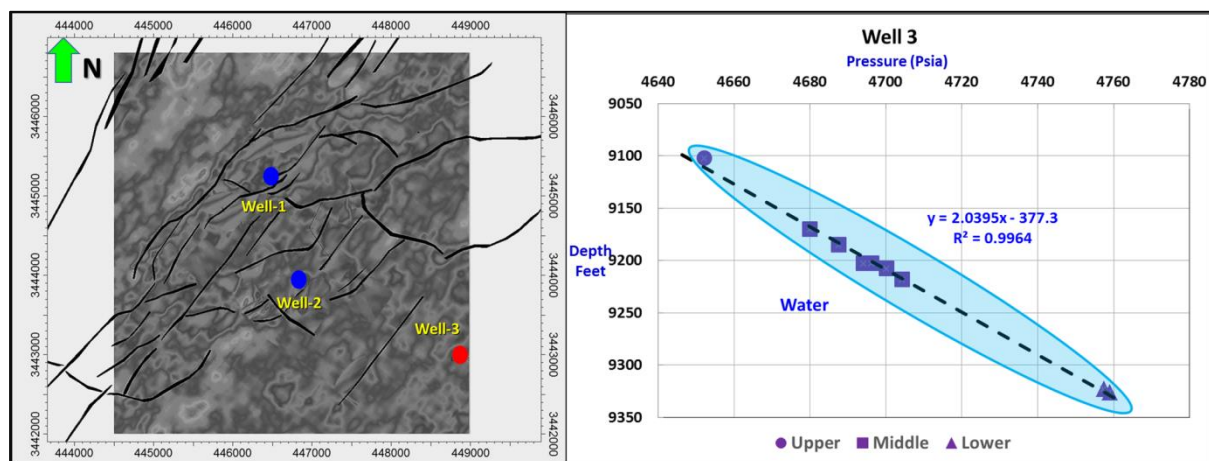 444000 445000 446000 447000 448000 449000
N
3446000
3445000
3444000
3443000
3442000
3446000
3445000
3444000
3443000
3442000
Well-1
Well-2
Well-3
444000 445000 446000 447000 448000 449000
Well 3
Pressure (Psia)
4640 4660 4680 4700 4720 4740 4760 4780
9050
9100
9150
9200
9250
9300
9350
Depth
Feet
y = 2.0395x - 377.3
R² = 0.9964
Water
Upper Middle Lower